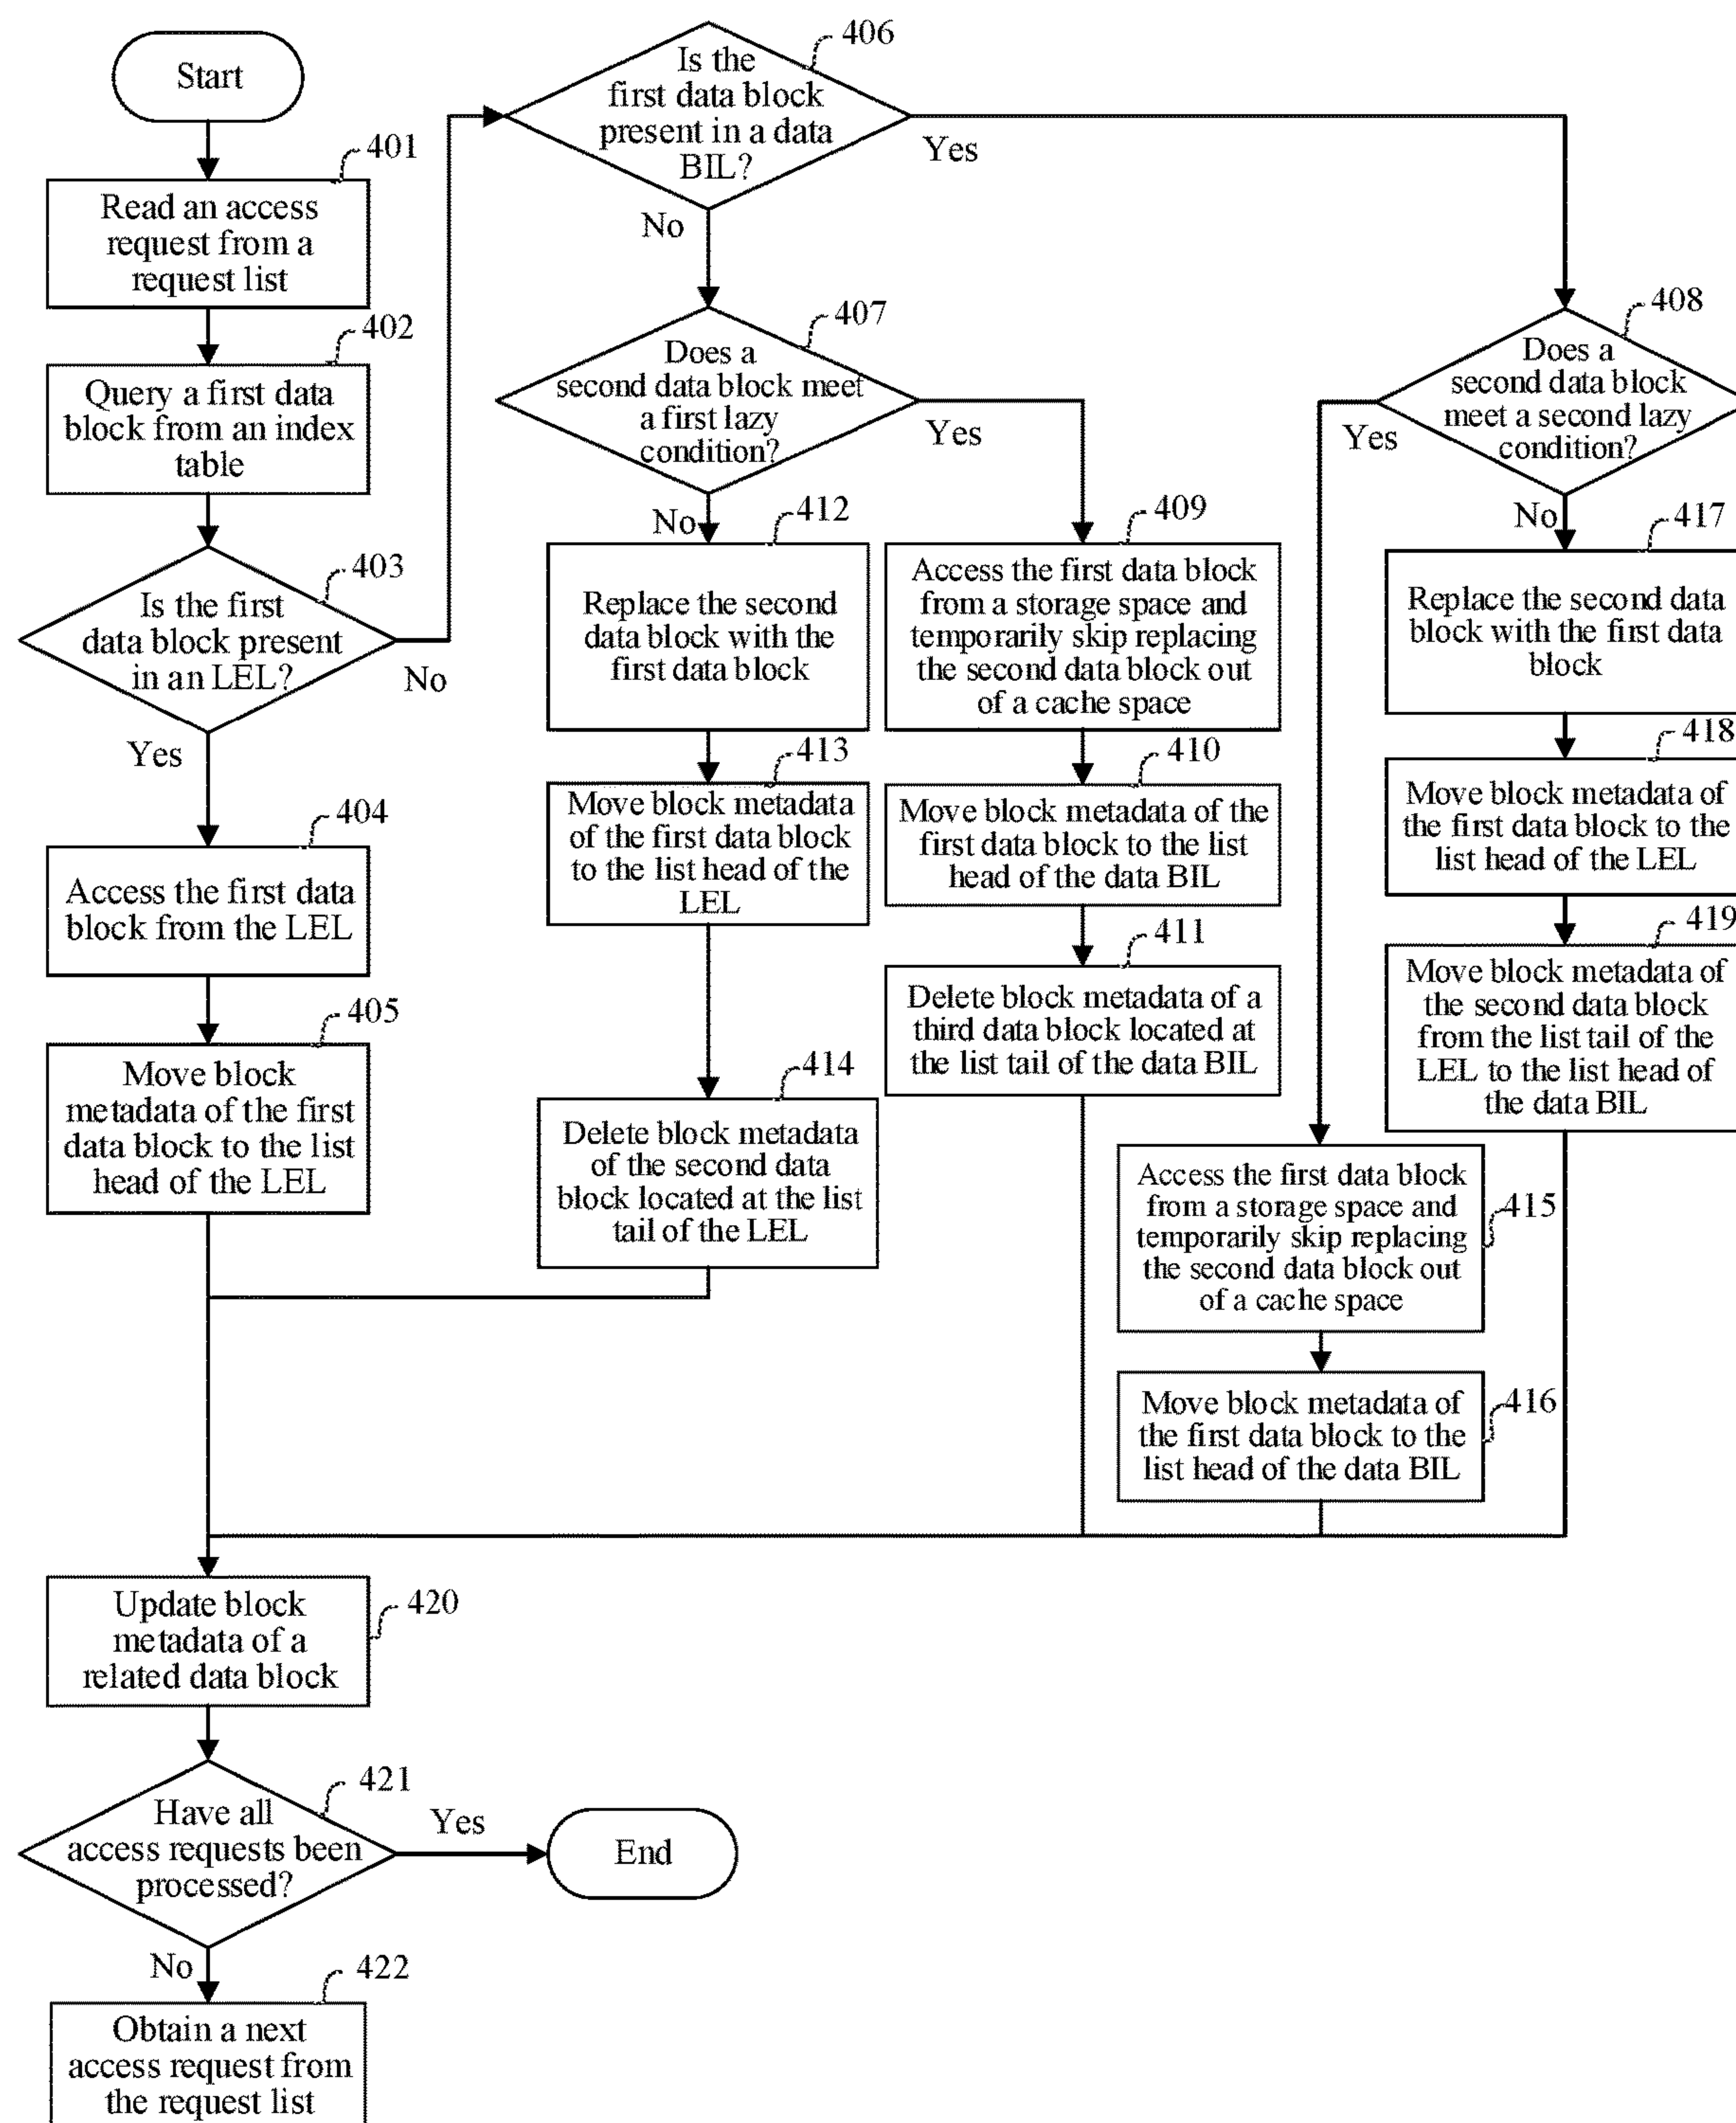 Start
401
Read an access
request from a
request list
402
Query a first data
block from an index
table
403
Is the first
data block present
in an LEL?
No
Yes
404
Access the first data
block from the LEL
405
Move block
metadata of the first
data block to the list
head of the LEL
406
Is the
first data block
present in a data
BIL?
Yes
No
407
Does a
second data block meet
a first lazy
condition?
Yes
No
408
Does a
second data block
meet a second lazy
condition?
Yes
No
412
Replace the second
data block with the
first data block
413
Move block metadata
of the first data block
to the list head of the
LEL
414
Delete block metadata
of the second data
block located at the list
tail of the LEL
409
Access the first data block
from a storage space and
temporarily skip replacing
the second data block out
of a cache space
410
Move block metadata of the
first data block to the list
head of the data BIL
411
Delete block metadata of a
third data block located at
the list tail of the data BIL
415
Access the first data block
from a storage space and
temporarily skip replacing
the second data block out
of a cache space
416
Move block metadata of
the first data block to the
list head of the data BIL
417
Replace the second data
block with the first data
block
418
Move block metadata of
the first data block to the
list head of the LEL
419
Move block metadata of
the second data block
from the list tail of the
LEL to the list head of
the data BIL
420
Update block
metadata of a
related data block
421
Have all
access requests been
processed?
Yes
End
No
422
Obtain a next
access request from
the request list